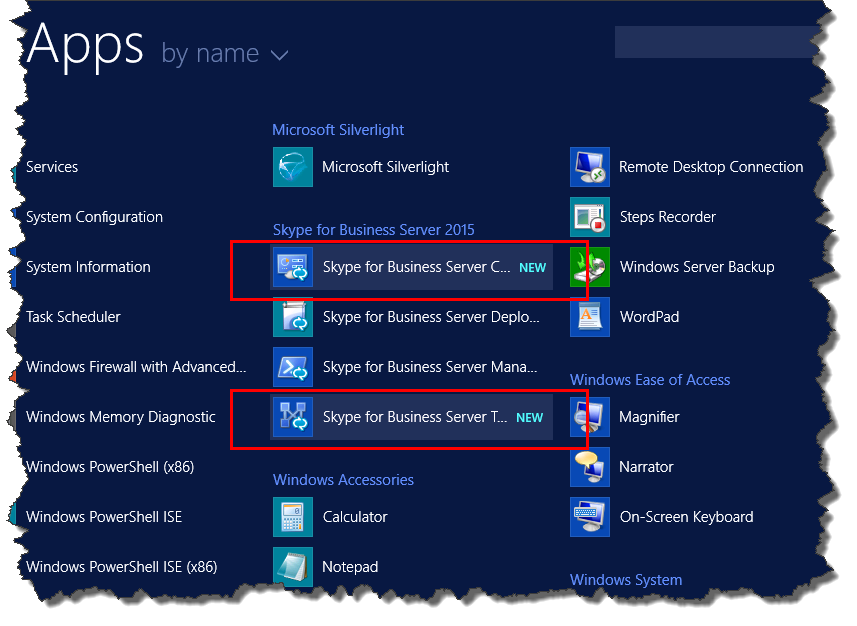 Apps by name
Services
System Configuration
System Information
Task Scheduler
Windows Firewall with Advanced...
Windows Memory Diagnostic
Windows PowerShell (x86)
Windows PowerShell ISE
Windows PowerShell ISE (x86)
Microsoft Silverlight
Microsoft Silverlight
Skype for Business Server 2015
Skype for Business Server C... NEW
Skype for Business Server Deplo...
Skype for Business Server Mana...
Skype for Business Server T... NEW
Windows Accessories
Calculator
Notepad
Remote Desktop Connection
Steps Recorder
Windows Server Backup
WordPad
Windows Ease of Access
Magnifier
Narrator
On-Screen Keyboard
Windows System